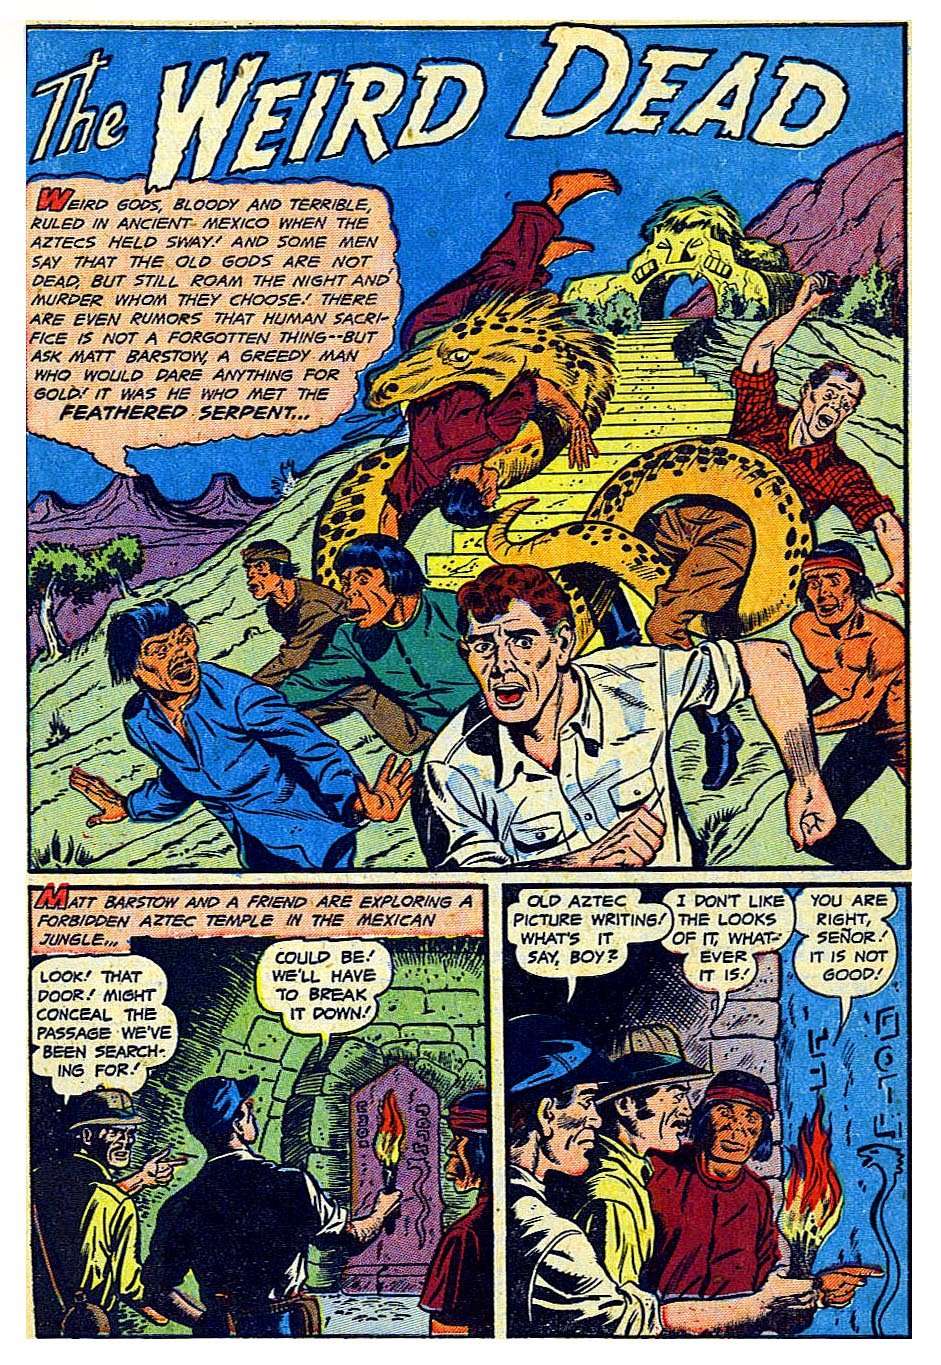 The WEIRD DEAD
WEIRD GODS, BLOODY AND TERRIBLE,
RULED IN ANCIENT MEXICO WHEN THE
AZTECS HELD SWAY! AND SOME MEN
SAY THAT THE OLD GODS ARE NOT
DEAD, BUT STILL ROAM THE NIGHT AND
MURDER WHOM THEY CHOOSE! THERE
ARE EVEN RUMORS THAT HUMAN SACRI-
FICE IS NOT A FORGOTTEN THING--BUT
ASK MATT BARSTOW, A GREEDY MAN
WHO WOULD DARE ANYTHING FOR
GOLD! IT WAS HE WHO MET THE
FEATHERED SERPENT...
MATT BARSTOW AND A FRIEND ARE EXPLORING A
FORBIDDEN AZTEC TEMPLE IN THE MEXICAN
JUNGLE...
LOOK! THAT
DOOR! MIGHT
CONCEAL THE
PASSAGE WE'VE
BEEN SEARCH-
ING FOR!
COULD BE!
WE'LL HAVE
TO BREAK
IT DOWN!
OLD AZTEC
PICTURE WRITING!
WHAT'S IT
SAY, BOY?
I DON'T LIKE
THE LOOKS
OF IT, WHAT-
EVER
IT IS!
YOU ARE
RIGHT,
SEÑOR!
IT IS NOT
GOOD!